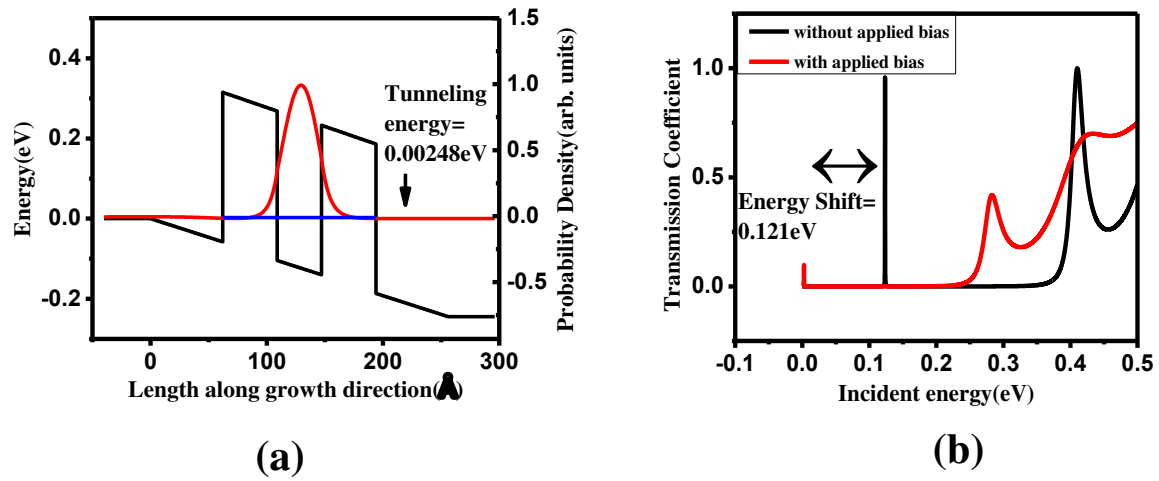 1.5
0.4
0.2
0.0
-0.2
1.0
0.5
0.0
-0.5
Energy(eV)
Probability Density(arb. units)
Tunneling
energy=
0.00248eV
0
100
200
300
Length along growth direction(Å)
(a)
without applied bias
with applied bias
1.0
0.5
0.0
Transmission Coefficient
Energy Shift=
0.121eV
-0.1
0.0
0.1
0.2
0.3
0.4
0.5
Incident energy(eV)
(b)